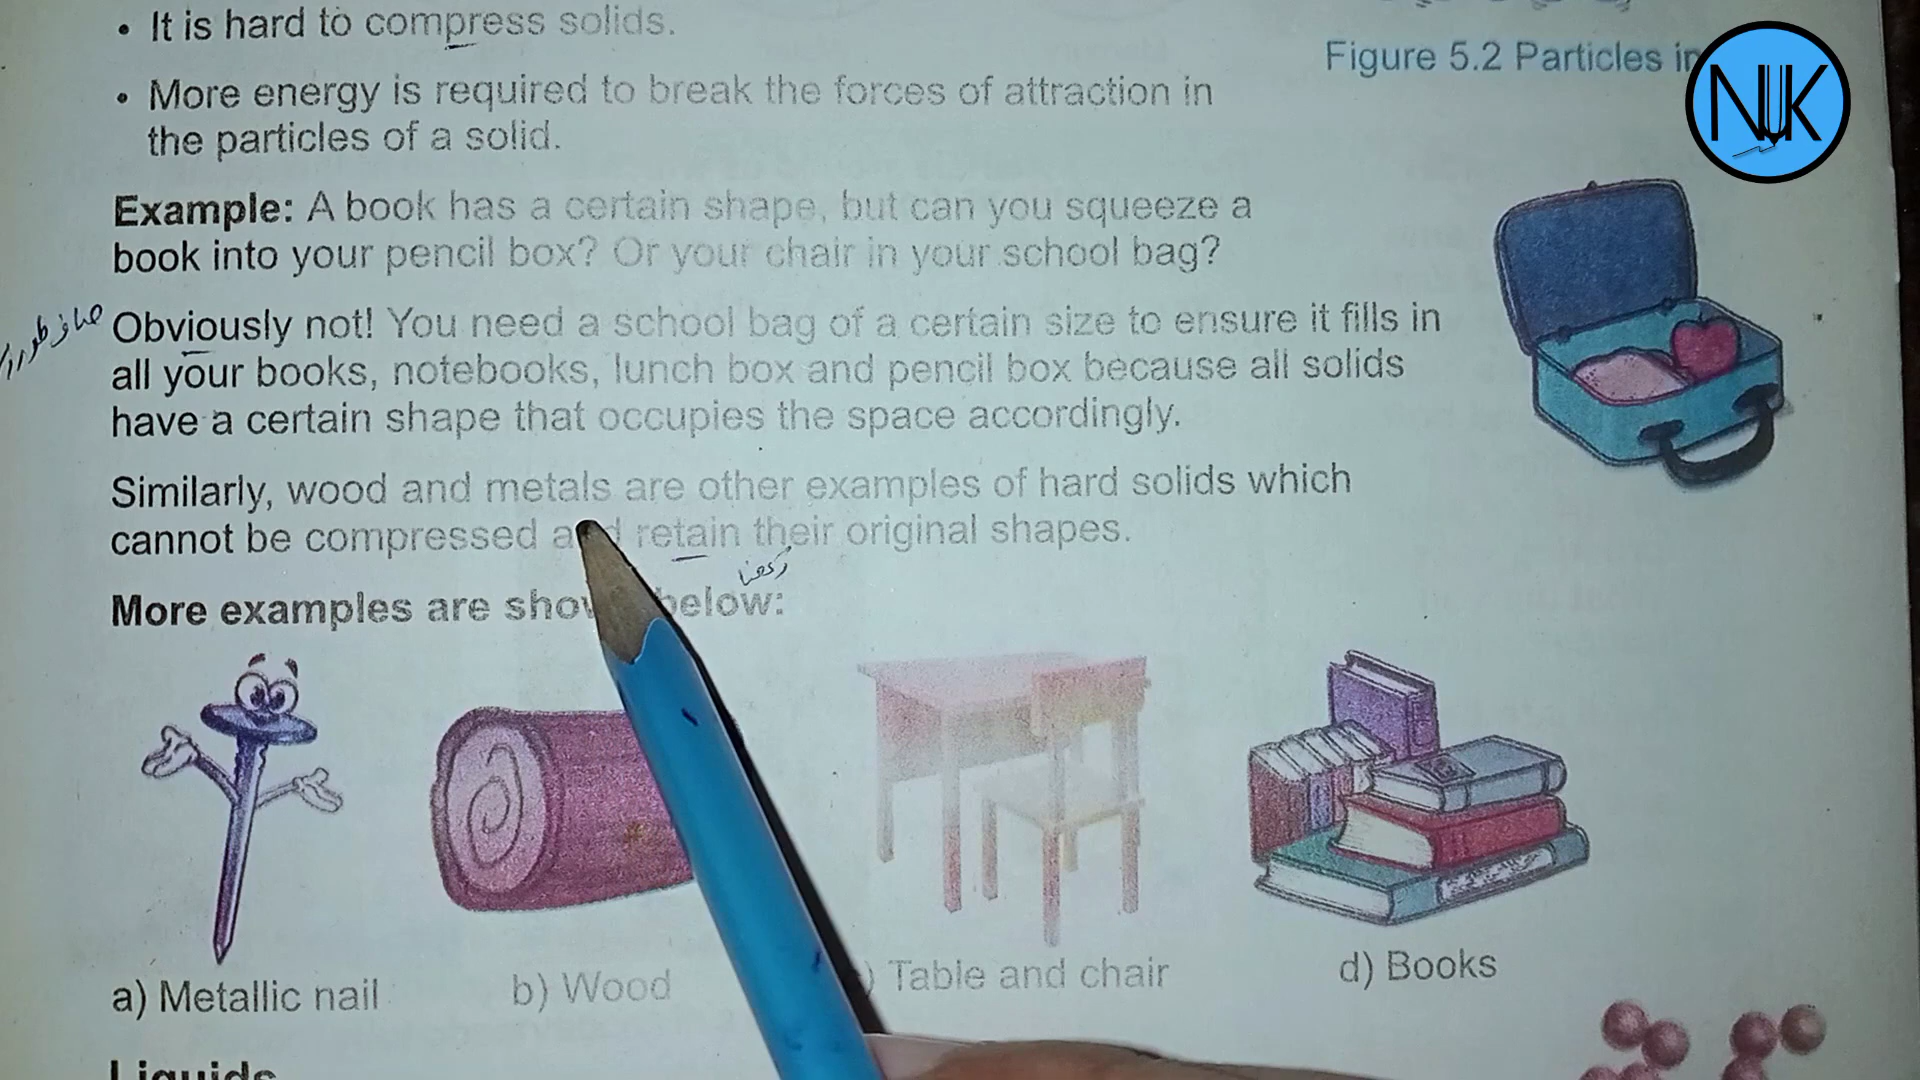 • It is hard to compress solids.
Figure 5.2 Particles in
NUK
• More energy is required to break the forces of attraction in
the particles of a solid.
Example: A book has a certain shape, but can you squeeze a
book into your pencil box? Or your chair in your school bag?
Obviously not! You need a school bag of a certain size to ensure it fills in
all your books, notebooks, lunch box and pencil box because all solids
have a certain shape that occupies the space accordingly.
Similarly, wood and metals are other examples of hard solids which
cannot be compressed and retain their original shapes.
رکھنا
More examples are shown below:
a) Metallic nail
b) Wood
) Table and chair
d) Books
Liquids